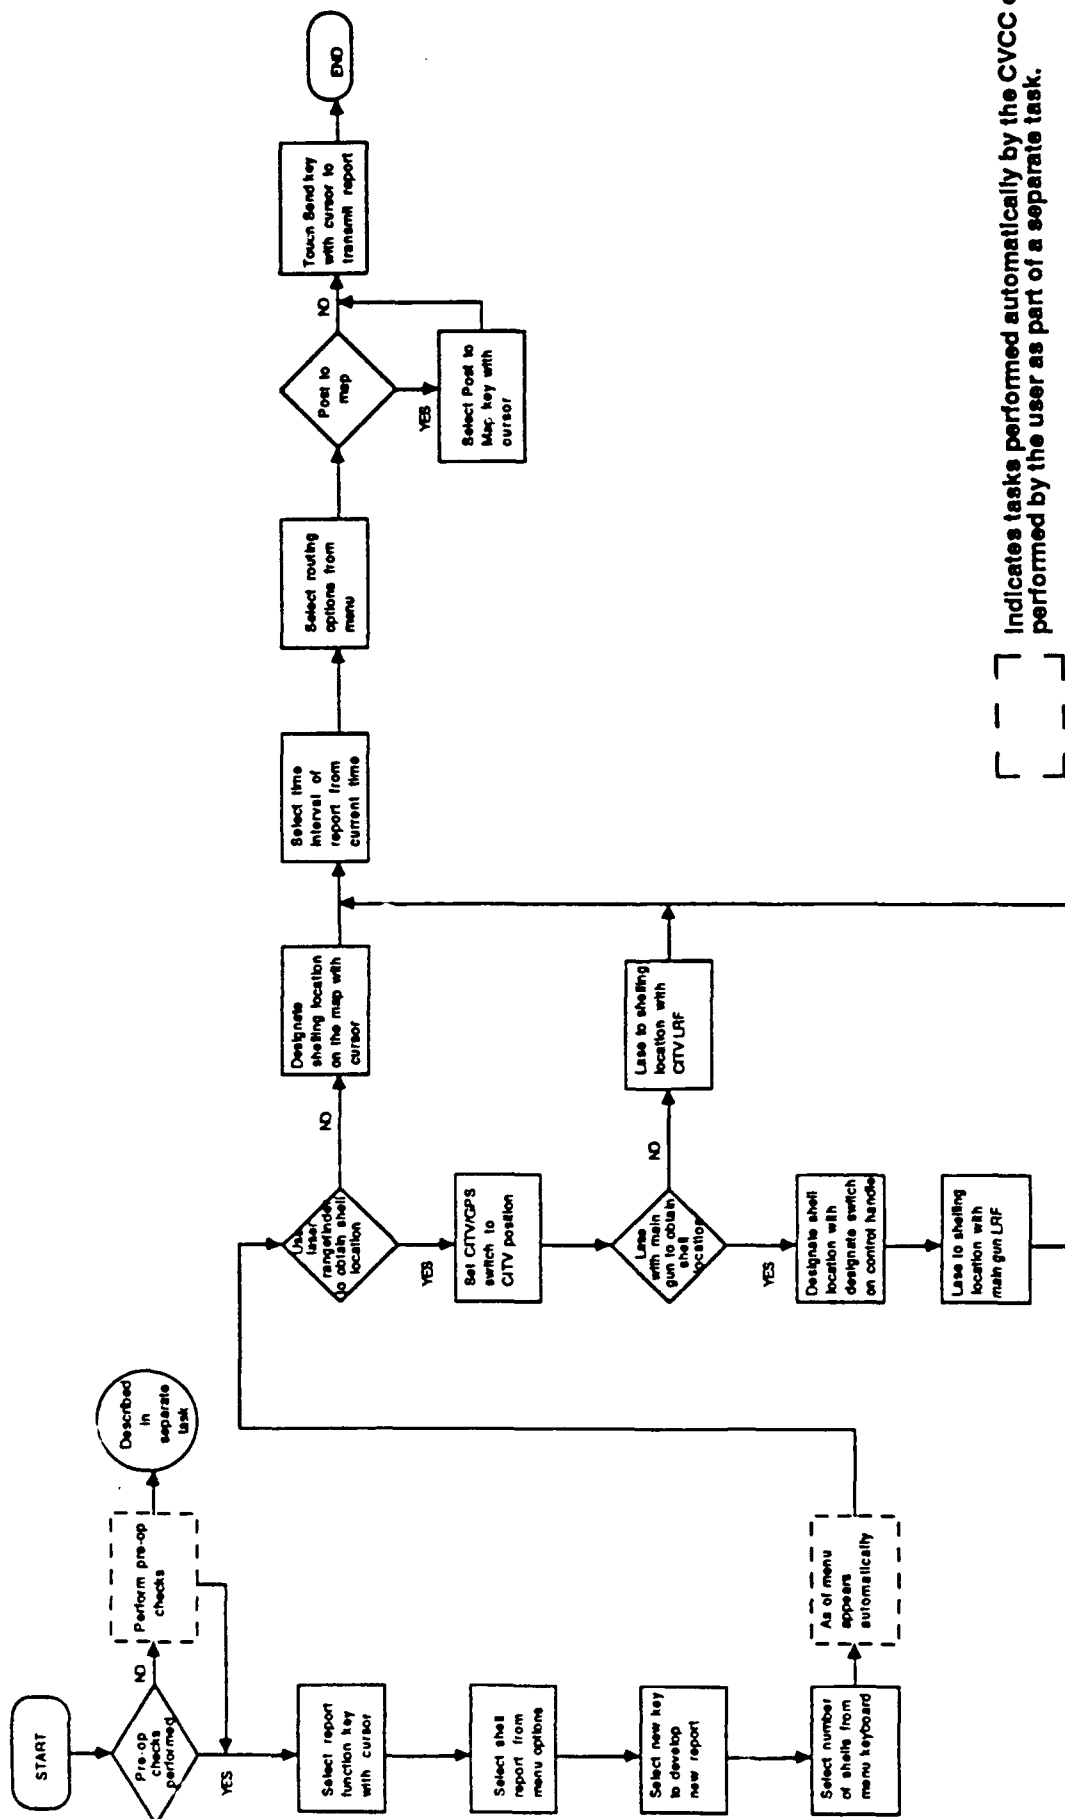 START
Pre-op
checks
performed
NO
YES
Perform pre-op
checks
Described
in
separate
task
Select report
function key
with cursor
Select shell
report from
menu options
Select new key
to develop
new report
Select number
of shells from
menu keyboard
As of menu
appears
automatically
Use
laser
rangefinder
to obtain shell
location
NO
YES
Designate
shelling location
on the map with
cursor
Set CITV/GPS
switch to
CITV position
Lase
with main
gun to obtain
shell
location
NO
YES
Lase to shelling
location with
CITV LRF
Designate shell
location with
designate switch
on control handle
Lase to shelling
location with
main gun LRF
Select time
interval of
report from
current time
Select routing
options from
menu
Post to
map
NO
YES
Select Post to
Map key with
cursor
Touch Send key
with cursor to
transmit report
END
Indicates tasks performed automatically by the CVCC
performed by the user as part of a separate task.